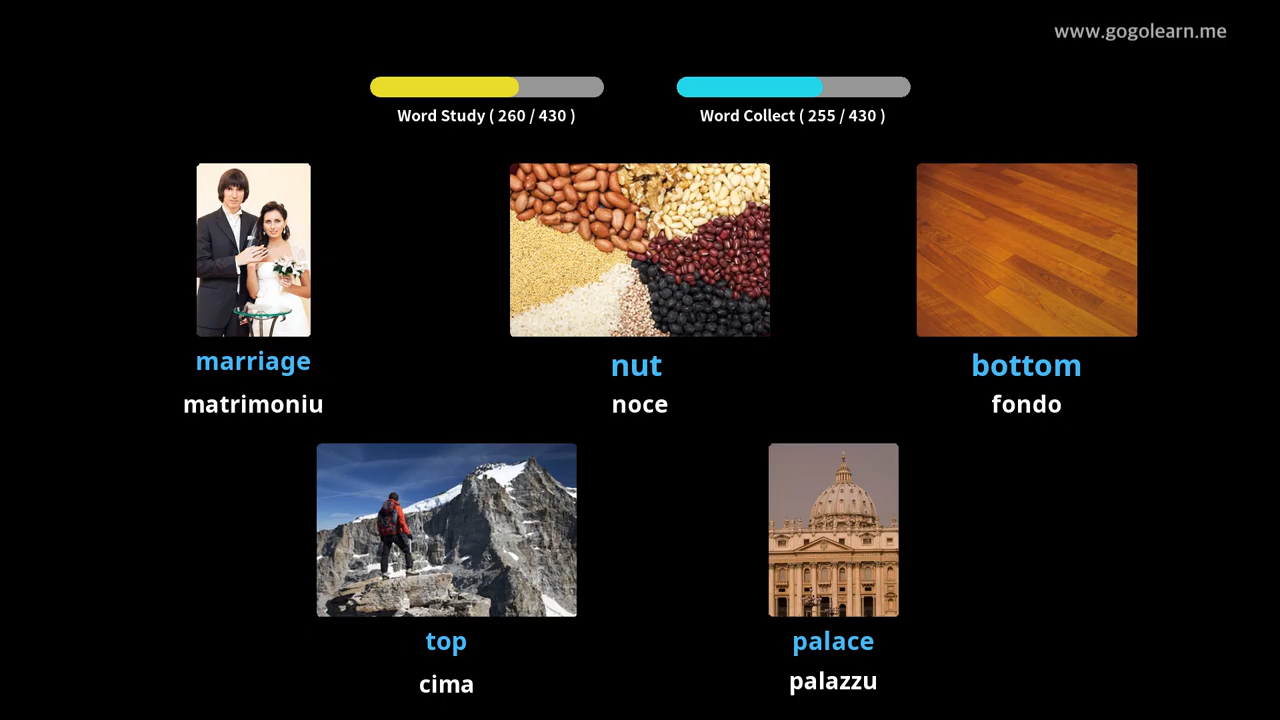 www.gogolearn.me
Word Study ( 260 / 430 )
Word Collect ( 255 / 430 )
marriage
matrimoniu
nut
noce
bottom
fondo
top
cima
palace
palazzu